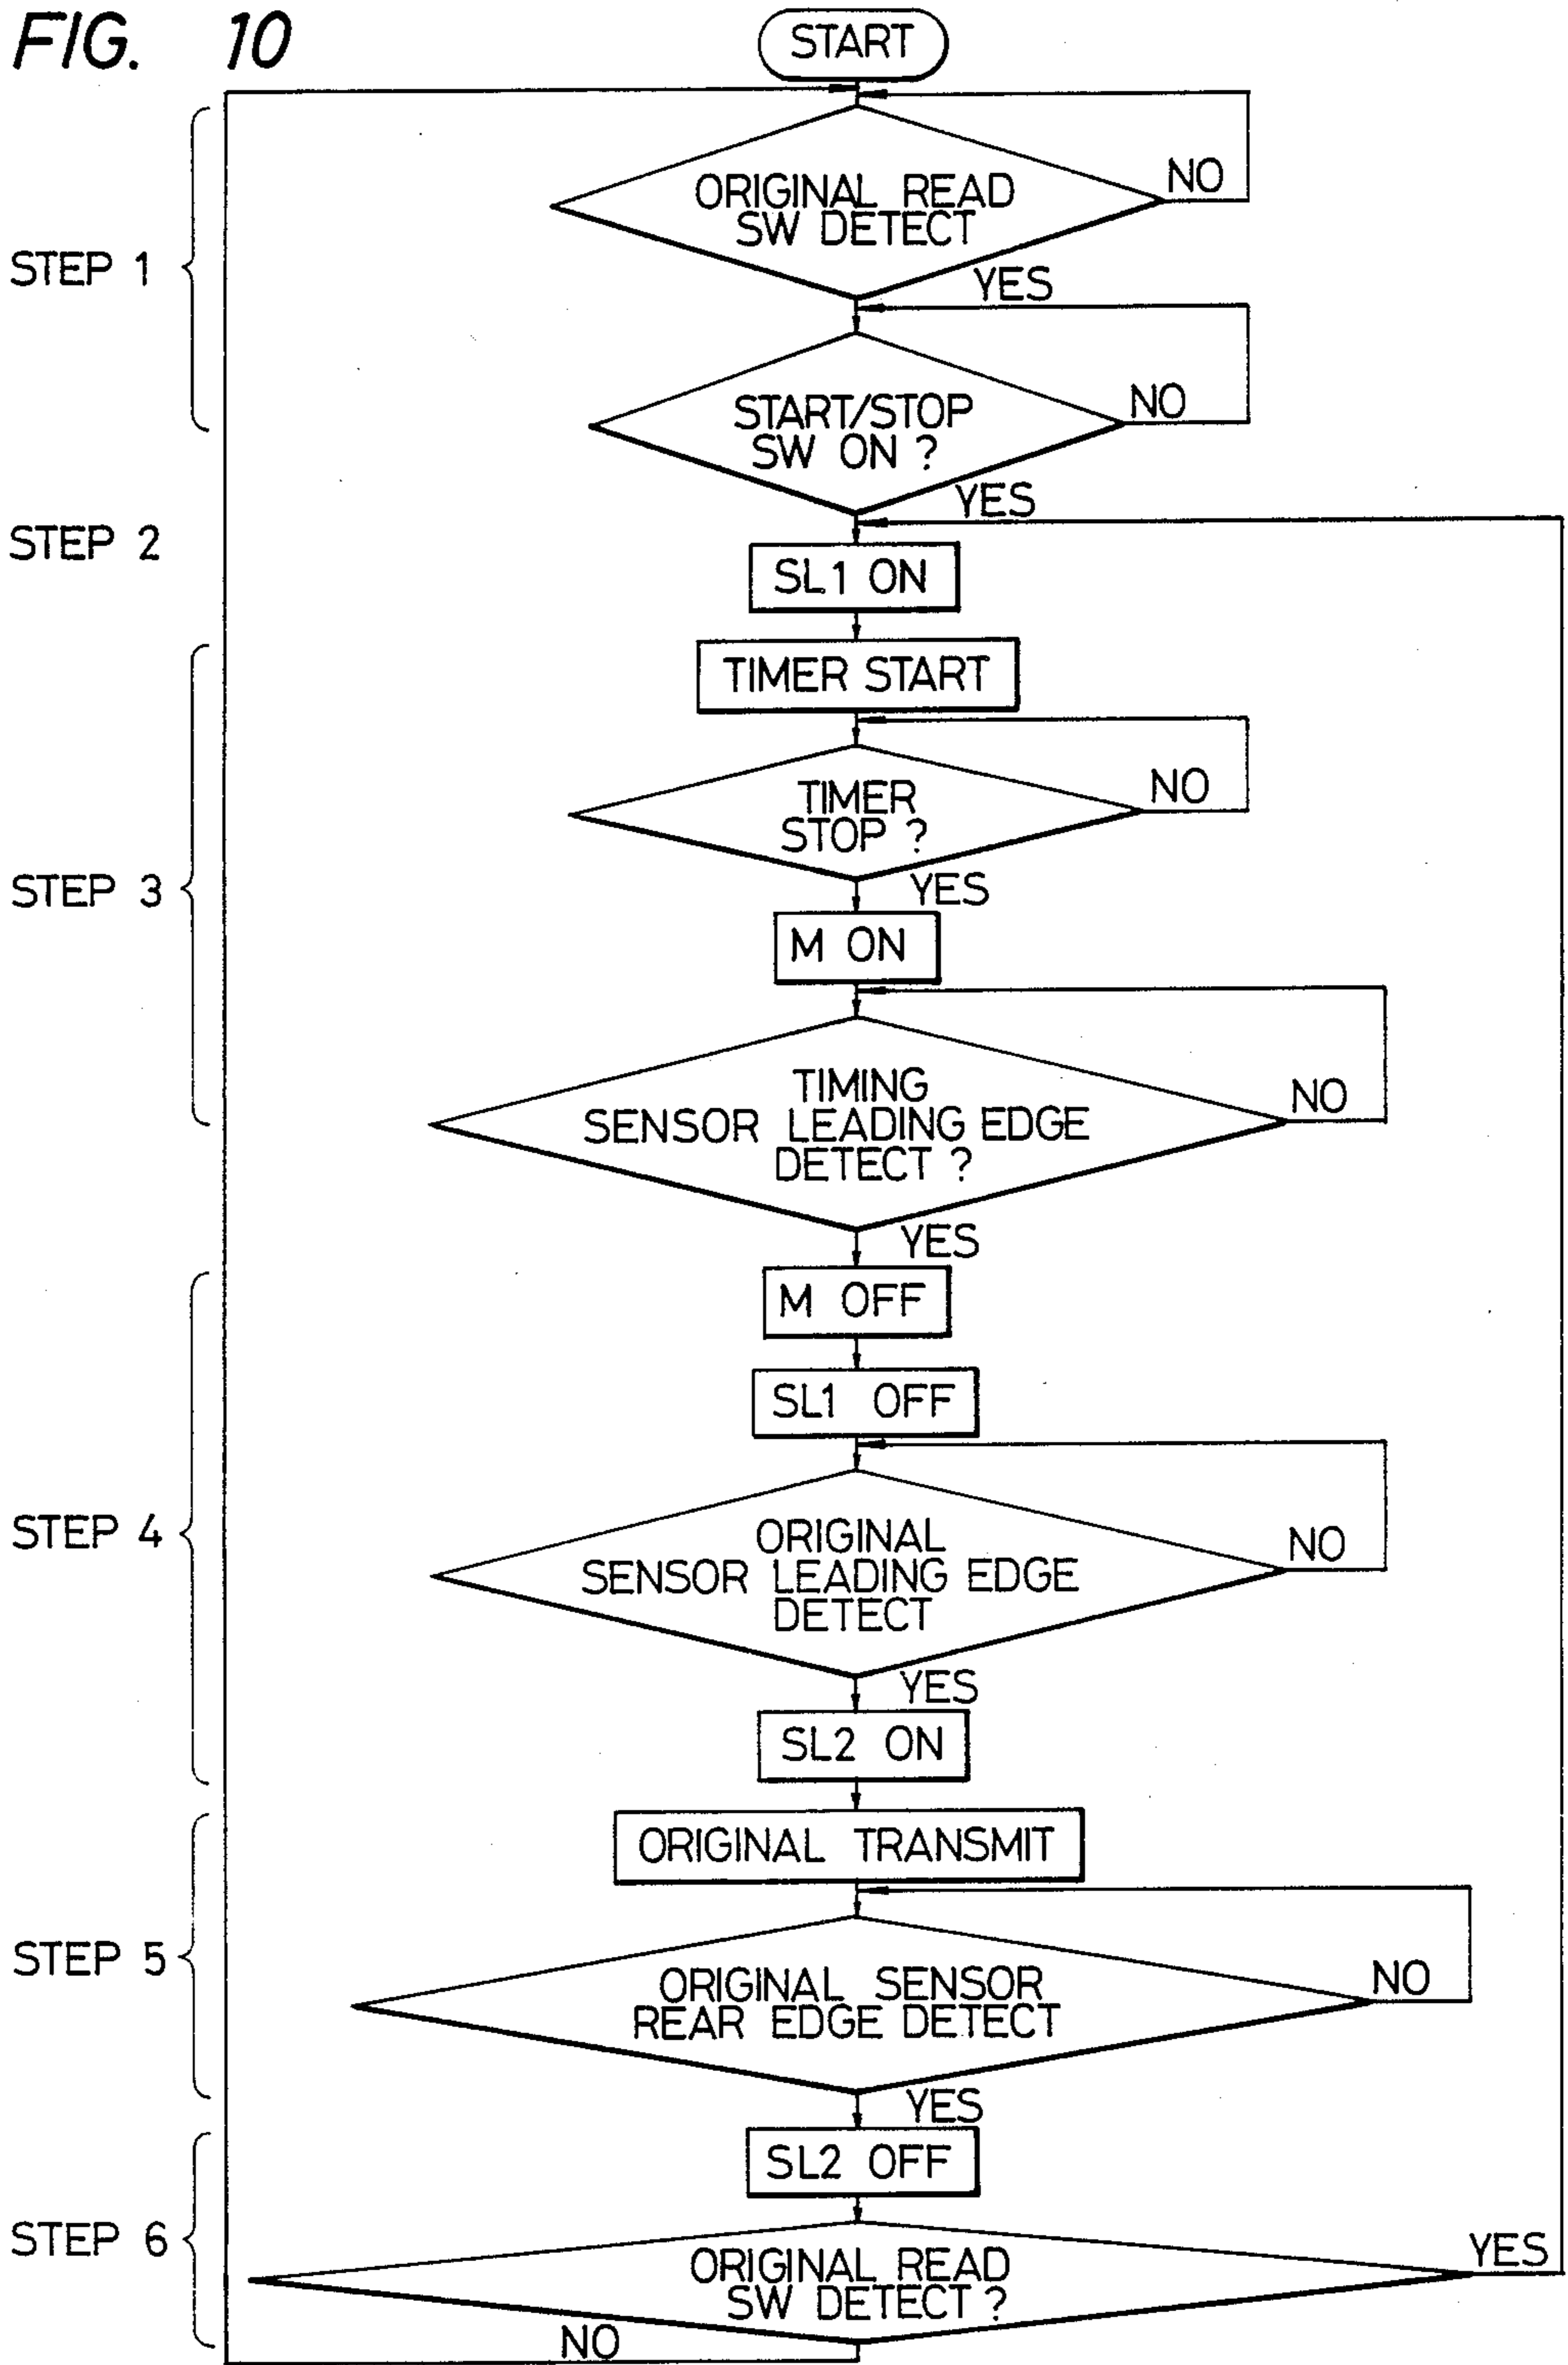 FIG. 10
START
ORIGINAL READ
SW DETECT
NO
STEP 1
YES
START/STOP
SW ON ?
NO
YES
STEP 2
SL1 ON
TIMER START
TIMER
STOP ?
NO
STEP 3
YES
M ON
TIMING
SENSOR LEADING EDGE
DETECT ?
NO
YES
M OFF
SL1 OFF
STEP 4
ORIGINAL
SENSOR LEADING EDGE
DETECT
NO
YES
SL2 ON
ORIGINAL TRANSMIT
STEP 5
ORIGINAL SENSOR
REAR EDGE DETECT
NO
YES
SL2 OFF
STEP 6
ORIGINAL READ
SW DETECT ?
YES
NO